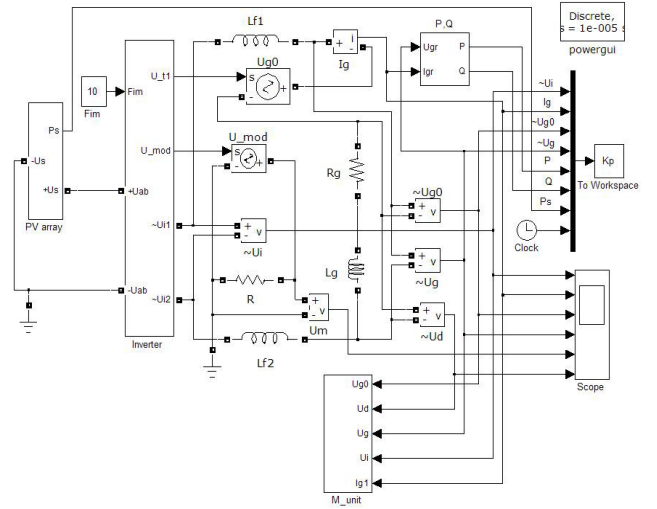 Lf1
P,Q
Discrete,
s = 1e-005 s
powergui
+
-
i
Ig
Ugr
Igr
P
Q
Ug0
s
-
+
U_t1
10
Fim
Fim
~Ui
Ig
~Ug0
~Ug
P
Q
Ps
Kp
To Workspace
Clock
Ps
-Us
+Us
PV array
U_mod
U_mod
s
-
+
Rg
+Uab
-Uab
~Ui1
~Ui2
Inverter
+
-
v
~Ui
~Ug0
+
-
v
+
-
v
~Ug
Lg
R
+
-
v
Um
+
-
v
~Ud
Lf2
Scope
Ug0
Ud
Ug
Ui
Ig1
M_unit